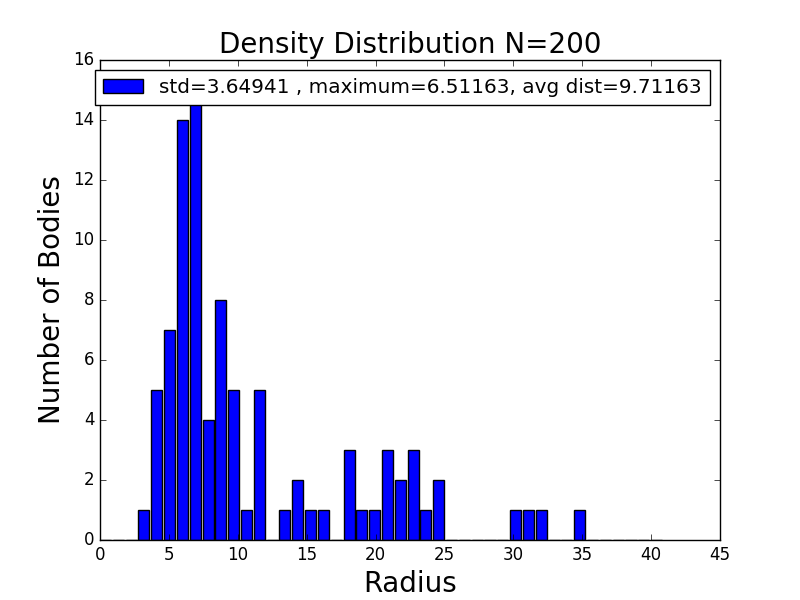 Density Distribution N=200
std=3.64941 , maximum=6.51163, avg dist=9.71163
Number of Bodies
16
14
12
10
8
6
4
2
0
0 5 10 15 20 25 30 35 40 45
Radius